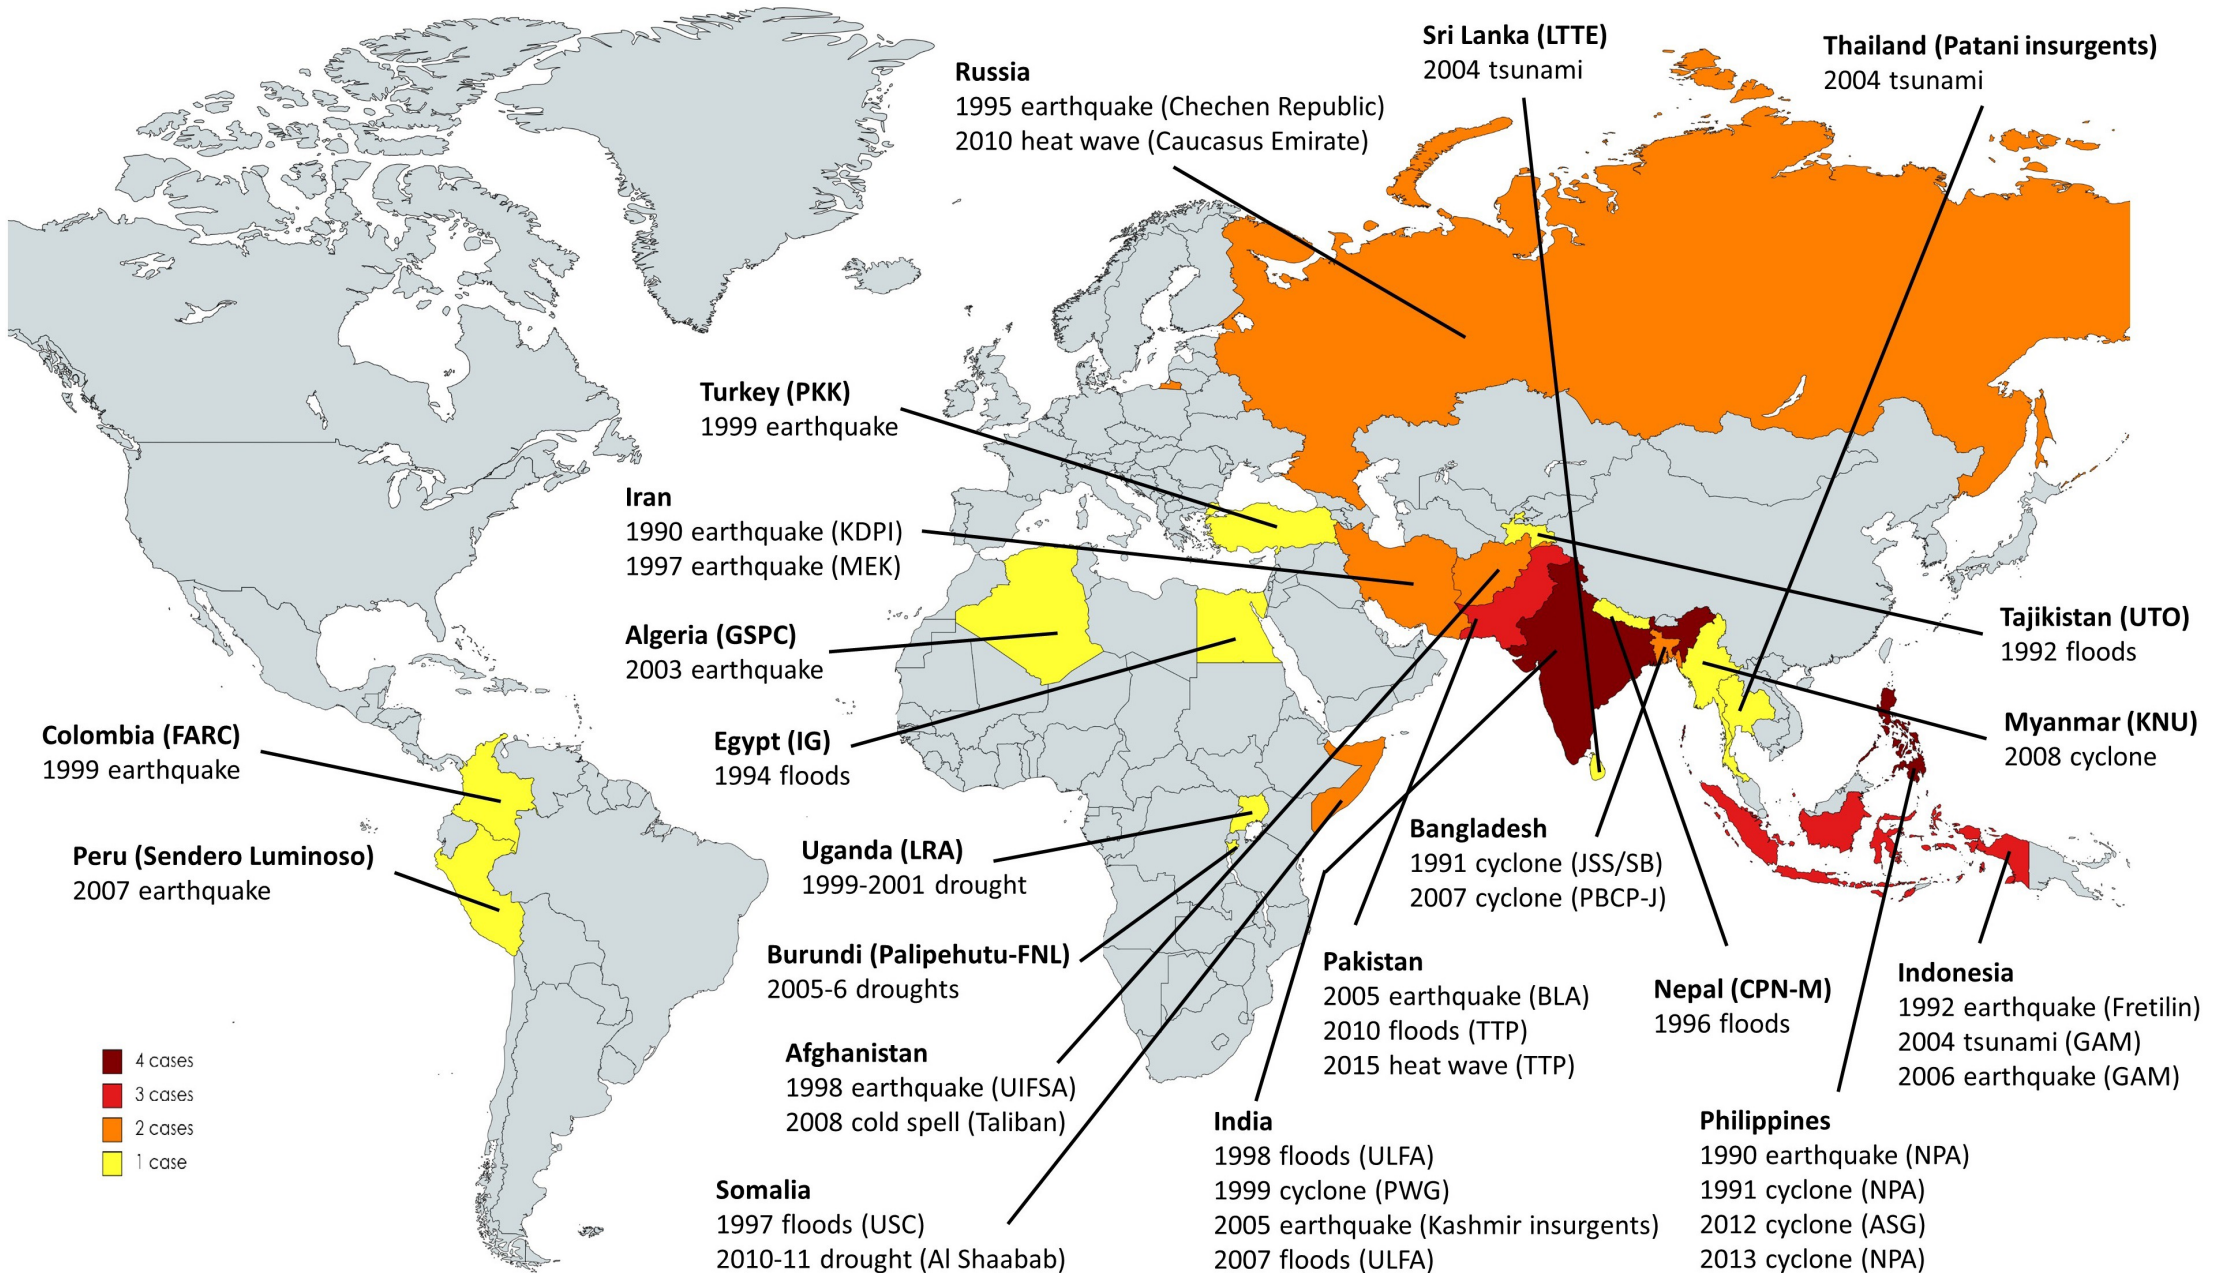 Sri Lanka (LTTE)
2004 tsunami
Thailand (Patani insurgents)
2004 tsunami
Russia
1995 earthquake (Chechen Republic)
2010 heat wave (Caucasus Emirate)
Turkey (PKK)
1999 earthquake
Iran
1990 earthquake (KDPI)
1997 earthquake (MEK)
Algeria (GSPC)
2003 earthquake
Egypt (IG)
1994 floods
Tajikistan (UTO)
1992 floods
Myanmar (KNU)
2008 cyclone
Colombia (FARC)
1999 earthquake
Peru (Sendero Luminoso)
2007 earthquake
Uganda (LRA)
1999-2001 drought
Burundi (Palipehutu-FNL)
2005-6 droughts
Afghanistan
1998 earthquake (UIFSA)
2008 cold spell (Taliban)
Somalia
1997 floods (USC)
2010-11 drought (Al Shaabab)
Bangladesh
1991 cyclone (JSS/SB)
2007 cyclone (PBCP-J)
Pakistan
2005 earthquake (BLA)
2010 floods (TTP)
2015 heat wave (TTP)
India
1998 floods (ULFA)
1999 cyclone (PWG)
2005 earthquake (Kashmir insurgents)
2007 floods (ULFA)
Nepal (CPN-M)
1996 floods
Indonesia
1992 earthquake (Fretilin)
2004 tsunami (GAM)
2006 earthquake (GAM)
Philippines
1990 earthquake (NPA)
1991 cyclone (NPA)
2012 cyclone (ASG)
2013 cyclone (NPA)
4 cases
3 cases
2 cases
1 case